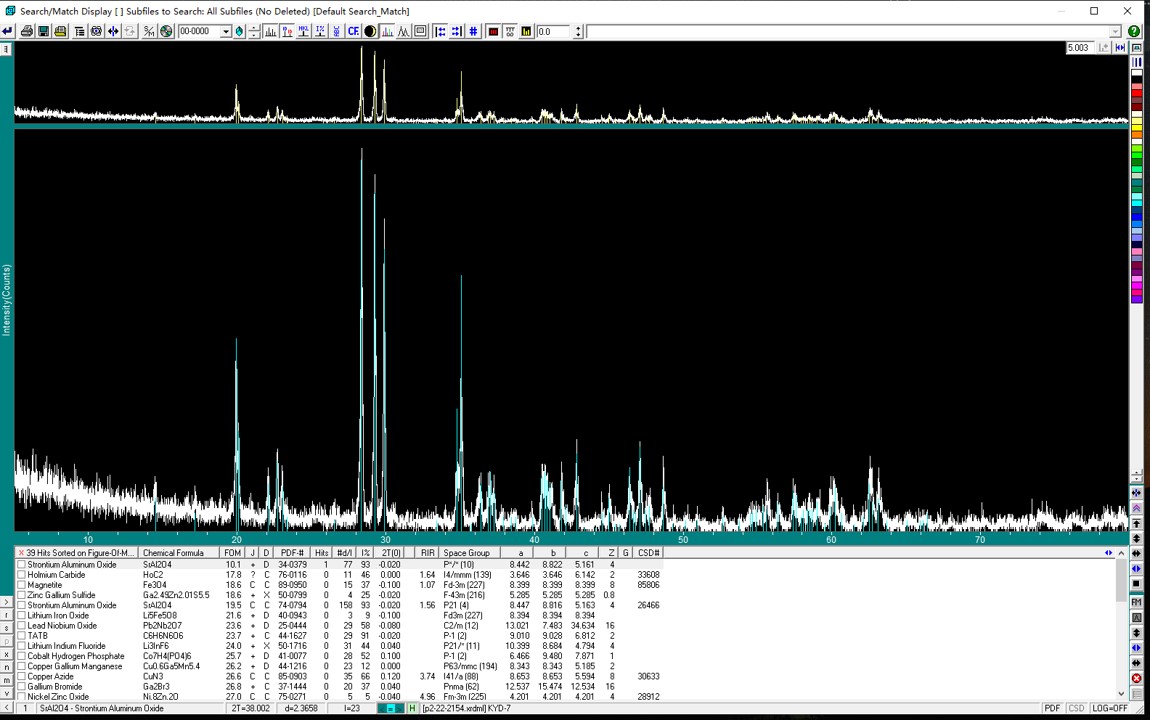 Search/Match Display [ ] Subfiles to Search: All Subfiles (No Deleted) [Default Search_Match]
S/M 00-0000 CF. # 0.0
5.003
Intensity(Counts)
10 20 30 40 50 60 70
x 39 Hits Sorted on Figure-Of-M... Chemical Formula FOM J D PDF-# Hits #d/I I% 2T(0) RIR Space Group a b c Z G CSD#
Strontium Aluminum Oxide SrAl2O4 10.1 + D 34-0379 1 77 93 -0.020 P*/* (10) 8.442 8.822 5.161 4
Holmium Carbide HoC2 17.8 ? C 76-0116 0 11 46 0.000 1.64 I4/mmm (139) 3.646 3.646 6.142 2 33608
Magnetite Fe3O4 18.6 C C 89-0950 0 15 37 -0.100 1.07 Fd-3m (227) 8.399 8.399 8.399 8 85806
Zinc Gallium Sulfide Ga2.49Zn2.01S5.5 18.6 + X 50-0799 0 4 25 -0.020 F-43m (216) 5.285 5.285 5.285 0.8
Strontium Aluminum Oxide SrAl2O4 19.5 C C 74-0794 0 158 93 -0.020 1.56 P21 (4) 8.447 8.816 5.163 4 26466
Lithium Iron Oxide Li5Fe5O8 21.6 + D 40-0943 0 3 9 -0.100 Fd3m (227) 8.394 8.394 8.394
Lead Niobium Oxide Pb2Nb2O7 23.6 + D 25-0444 0 29 58 -0.080 C2/m (12) 13.021 7.483 34.634 16
TATB C6H6N6O6 23.7 + C 44-1627 0 29 91 -0.020 P-1 (2) 9.010 9.028 6.812 2
Lithium Indium Fluoride Li3InF6 24.0 + X 50-1716 0 31 44 0.000 P21/* (11) 10.399 8.684 4.794 4
Cobalt Hydrogen Phosphate Co7H4(PO4)6 25.7 + C 41-0077 0 28 52 0.100 P-1 (2) 6.466 9.480 7.871 1
Copper Gallium Manganese Cu0.6Ga5Mn5.4 26.2 + D 44-1216 0 23 12 0.000 P63/mmc (194) 8.343 8.343 5.185 2
Copper Azide CuN3 26.6 C C 85-0903 0 35 66 0.120 3.74 I41/a (88) 8.653 8.653 5.594 8 30633
Gallium Bromide Ga2Br3 26.8 + C 37-1444 0 20 37 0.040 Pnma (62) 12.537 15.474 12.534 16
Nickel Zinc Oxide Ni.8Zn.2O 27.0 C C 75-0271 0 5 5 -0.040 4.96 Fm-3m (225) 4.201 4.201 4.201 4 28912
1 SrAl2O4 - Strontium Aluminum Oxide 2T=38.002 d=2.3658 I=23 H [p2-22-2154.xrdml] KYD-7 PDF CSD LOG=OFF